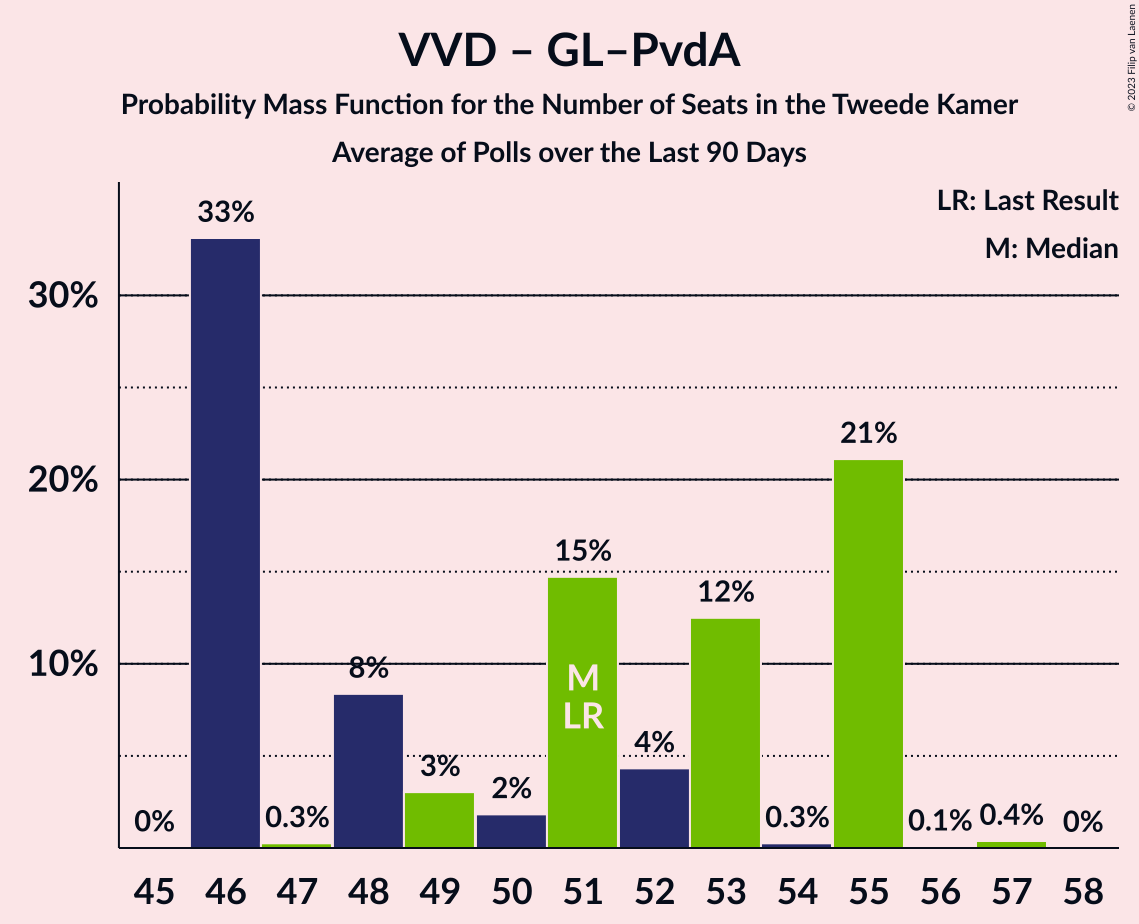 VVD – GL–PvdA
Probability Mass Function for the Number of Seats in the Tweede Kamer
Average of Polls over the Last 90 Days
© 2023 Filip van Laenen
LR: Last Result
M: Median
30%
20%
10%
0%
33%
0.3%
8%
3%
2%
15%
4%
12%
0.3%
21%
0.1%
0.4%
0%
M
LR
45 46 47 48 49 50 51 52 53 54 55 56 57 58